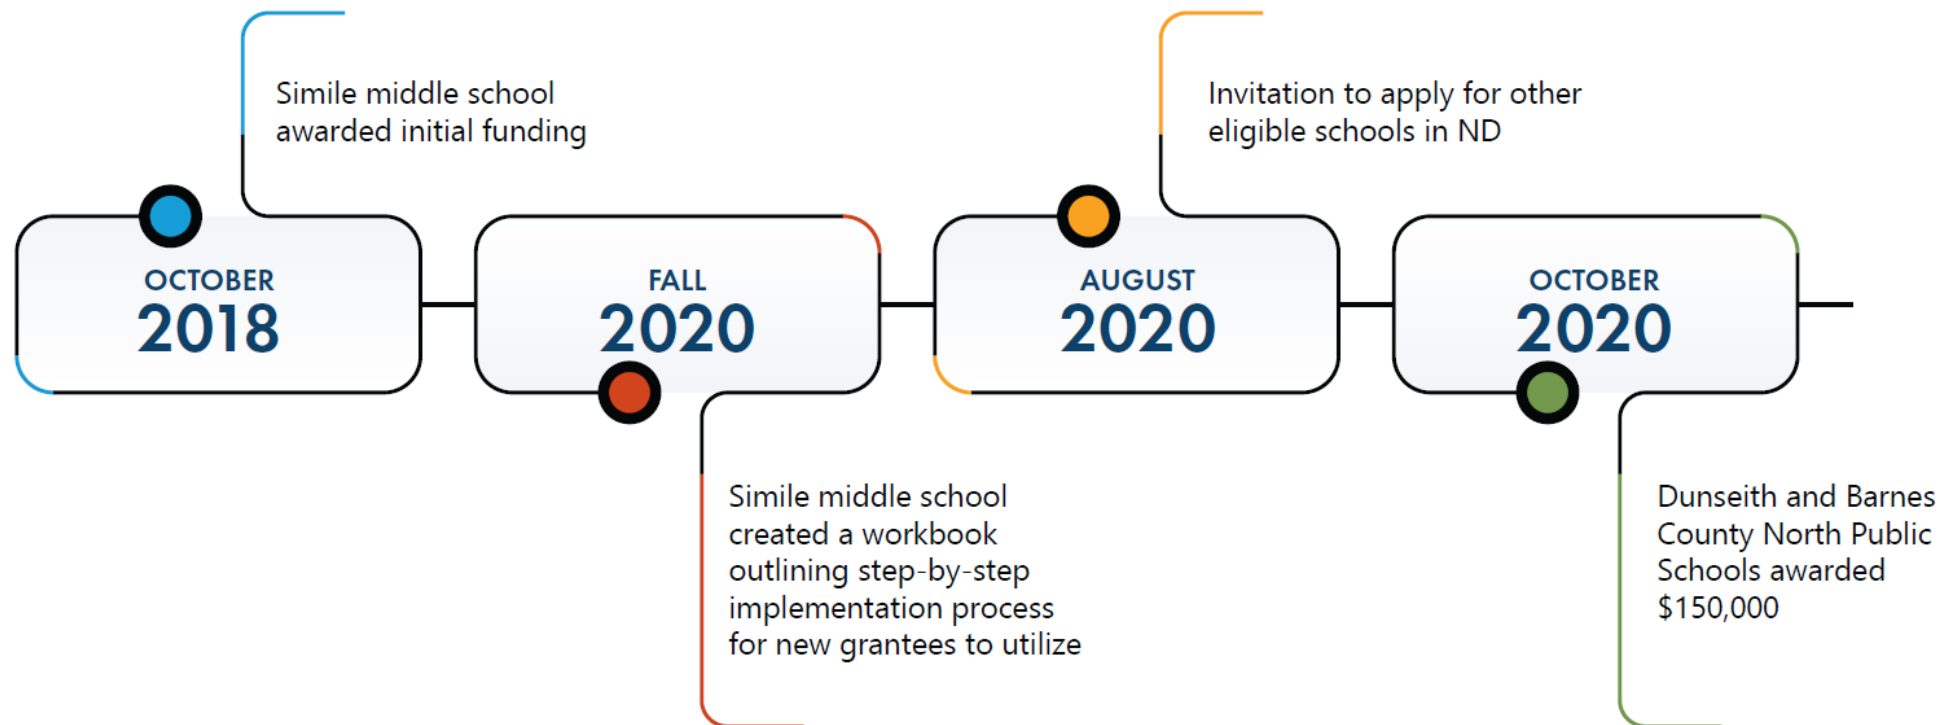 Simile middle school
awarded initial funding
Invitation to apply for other
eligible schools in ND
OCTOBER
2018
FALL
2020
AUGUST
2020
OCTOBER
2020
Simile middle school
created a workbook
outlining step-by-step
implementation process
for new grantees to utilize
Dunseith and Barnes
County North Public
Schools awarded
$150,000